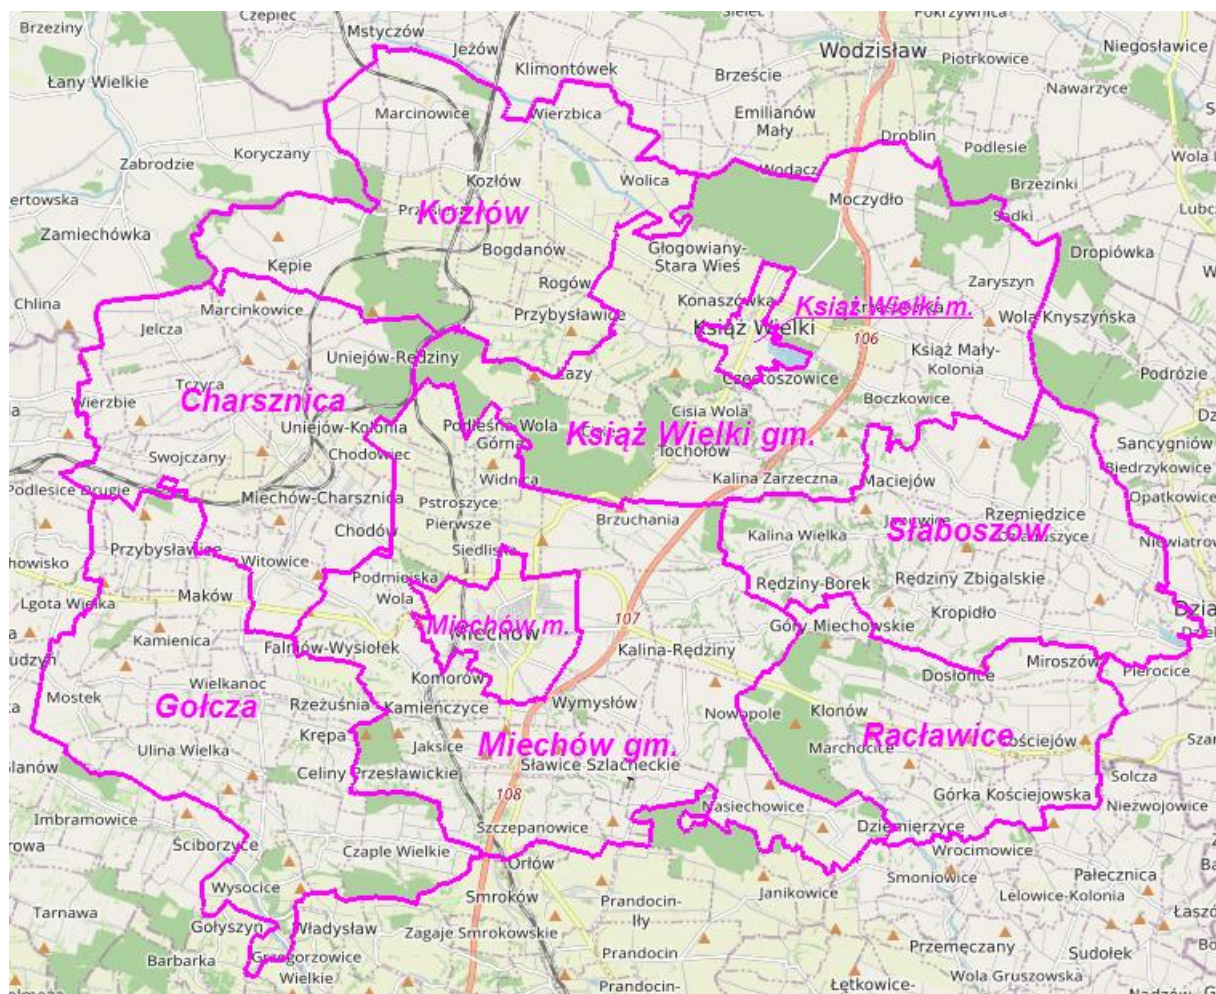 Czepiec
Pokrzywnica
Brzeziny
Mstyczów
Jeżów
Wodzisław
Niegosławice
Piotrkowice
Klimontówek
Łany Wielkie
Brzeście
Nawarzyce
Marcinowice
Wierzbica
Emilianów
Mały
Droblin
Koryczany
Podlesie
Zabrodzie
Wodacz
Kozłów
Wolica
Brzezinki
Moczydło
Kozłów
Sadki
Zamiechówka
Bogdanów
Głogowiany-
Stara Wieś
Dropiówka
Kępie
Rogów
Zaryszyn
Chlina
Marcinkowice
Konaszówka
Książ Wielki m.
Przybysławice
Wola Knyszyńska
Jelcza
Książ Wielki
106
Uniejów-Rędziny
Książ Mały-
Kolonia
Podróżie
Tczyca
Częstoszowice
Charsznica
Wierzbie
Boczkowice
Cisia Wola
Uniejów-Kolonia
Podleśna Wola
Górna
Książ Wielki gm.
Sancygniów
Chodowiec
Tochołów
Swojczany
Biedrzykowice
Widnica
Kalina Zarzeczna
Maciejów
Podlesice Drugie
Miechów-Charsznica
Opatkowice
Pstroszyce
Pierwsze
Brzuchania
Rzemiędzice
Chodów
Kalina Wielka
Słaboszów
Przybysławice
Siedliska
Witowice
Podmiejska
Wola
Rędziny-Borek
Rędziny Zbigalskie
Lgota Wielka
Maków
107
Kropidło
Miechów m.
Miechów
Góry Miechowskie
Kamienica
Falniów-Wysiołek
Kalina-Rędziny
Miroszów
Dosłońce
Pierocice
Komorów
Wielkanoc
Mostek
Gołcza
Rzeżuśnia
Kamieńczyce
Wymysłów
Nowopole
Klonów
Krępa
Racławice
Ulina Wielka
Jaksice
Miechów gm.
Marchocice
Sławice Szlacheckie
Celiny Przesławickie
Solcza
108
Górka Kościejowska
Nasiechowice
Nieżwojowice
Imbramowice
Szczepanowice
Dziemięrzyce
Ściborzyce
Czaple Wielkie
Wrocimowice
Orłów
Smoniowice
Pałecznica
Wysocice
Janikowice
Smroków
Lelowice-Kolonia
Prandocin-
Iły
Tarnawa
Gołyszyn
Władysław
Zagaje Smrokowskie
Przemęczany
Sudołek
Barbarka
Grzegorzowice
Wielkie
Prandocin
Wola Gruszowska
Prandocin-
Łętkowice-